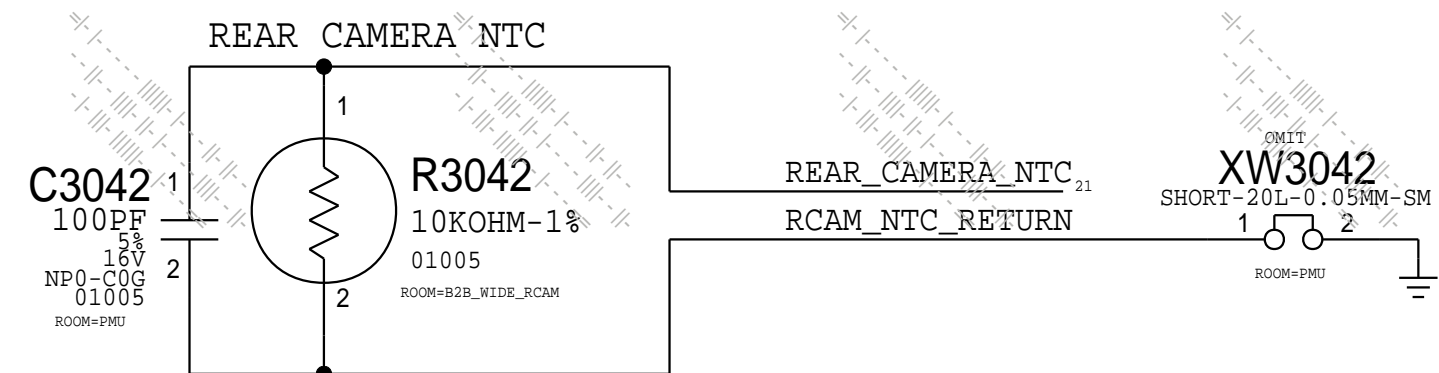 REAR CAMERA NTC
1
C3042
1
100PF
5%
16V
NP0-C0G
01005
2
ROOM=PMU
R3042
10KOHM-1%
01005
ROOM=B2B_WIDE_RCAM
2
REAR_CAMERA_NTC 21
RCAM_NTC_RETURN
OMIT
XW3042
SHORT-20L-0.05MM-SM
1 2
ROOM=PMU